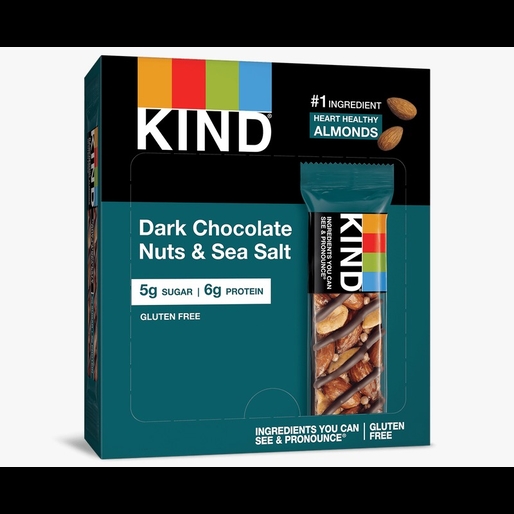 KIND®
#1 INGREDIENT
HEART HEALTHY
ALMONDS
Dark Chocolate
Nuts & Sea Salt
5g SUGAR | 6g PROTEIN
GLUTEN FREE
KIND
INGREDIENTS YOU CAN
SEE & PRONOUNCE®
INGREDIENTS YOU CAN
SEE & PRONOUNCE®
GLUTEN
FREE